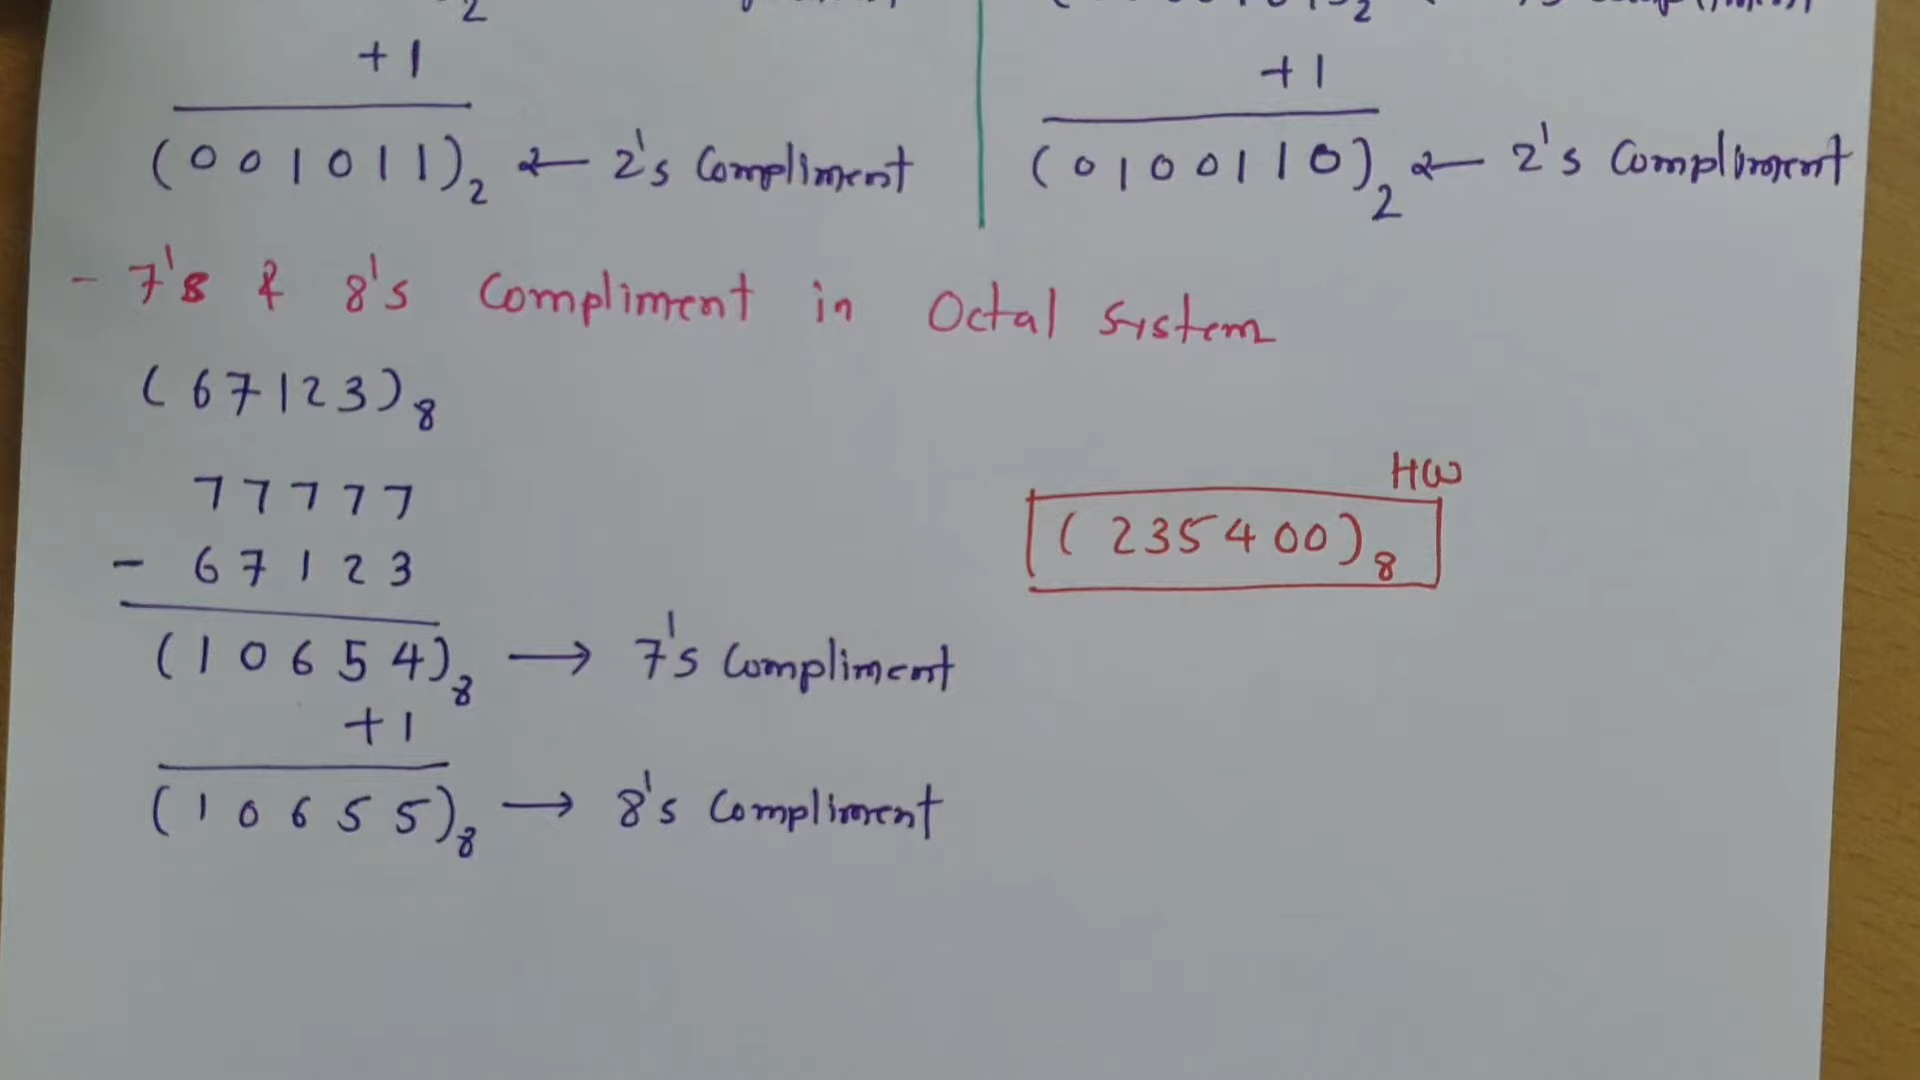 +1
(001011)2 ← 2's Compliment
+1
(0100110)2 ← 2's Compliment
- 7's & 8's Compliment in Octal System
(67123)8
77777
- 67123
(10654)8 → 7's Compliment
+1
(10655)8 → 8's Compliment
HW
(235400)8